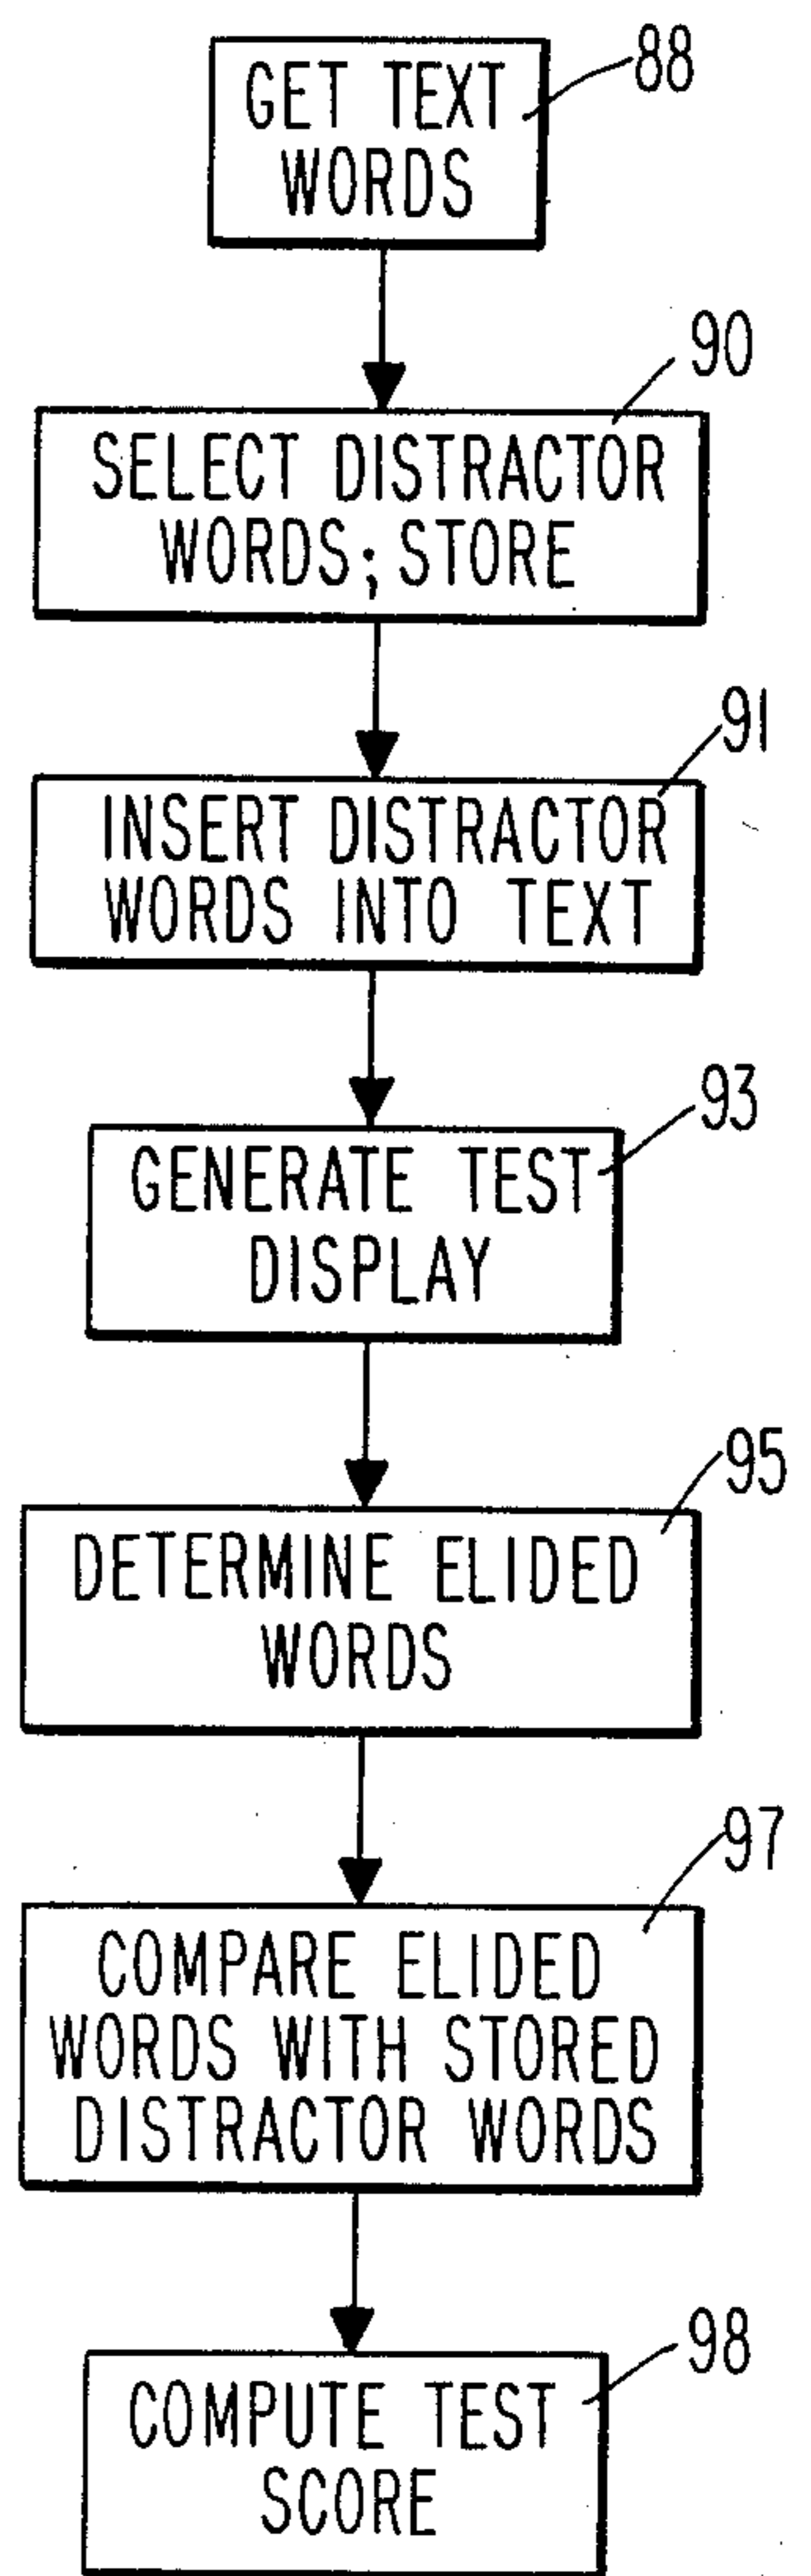 88
GET TEXT
WORDS
90
SELECT DISTRACTOR
WORDS; STORE
91
INSERT DISTRACTOR
WORDS INTO TEXT
93
GENERATE TEST
DISPLAY
95
DETERMINE ELIDED
WORDS
97
COMPARE ELIDED
WORDS WITH STORED
DISTRACTOR WORDS
98
COMPUTE TEST
SCORE